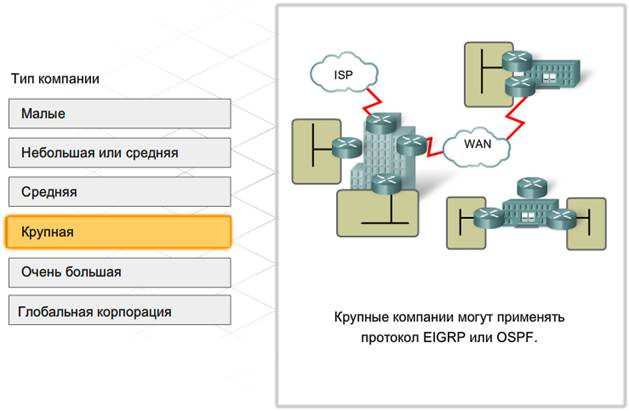 Тип компании
Малые
Небольшая или средняя
Средняя
Крупная
Очень большая
Глобальная корпорация
ISP
WAN
Крупные компании могут применять
протокол EIGRP или OSPF.